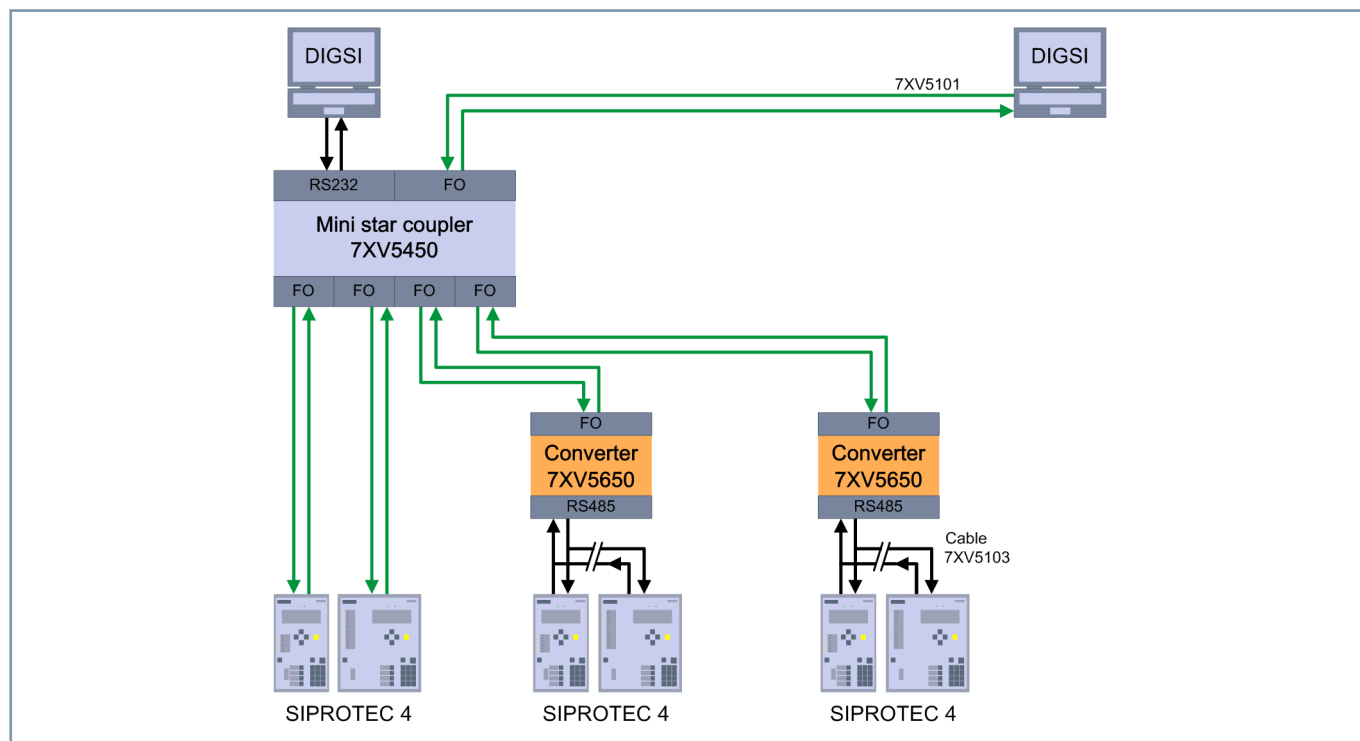 DIGSI
DIGSI
7XV5101
RS232
FO
Mini star coupler
7XV5450
FO
FO
FO
FO
FO
FO
Converter
7XV5650
Converter
7XV5650
RS485
RS485
Cable
7XV5103
SIPROTEC 4
SIPROTEC 4
SIPROTEC 4